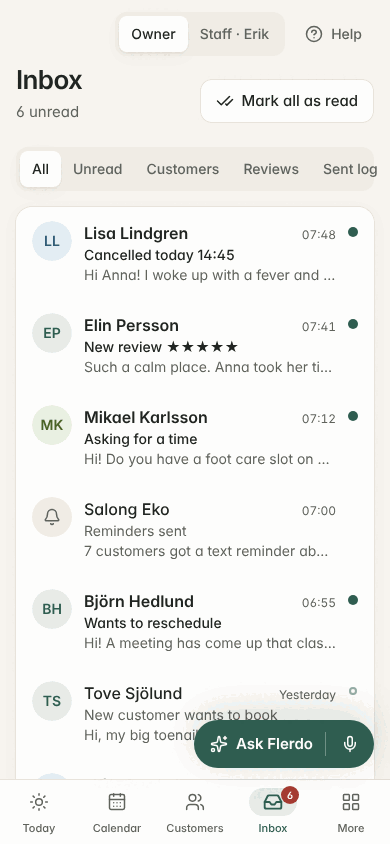 Owner
Staff · Erik
Help
Inbox
6 unread
Mark all as read
All
Unread
Customers
Reviews
Sent log
LL
Lisa Lindgren
07:48
Cancelled today 14:45
Hi Anna! I woke up with a fever and ...
EP
Elin Persson
07:41
New review ★★★★★
Such a calm place. Anna took her ti...
MK
Mikael Karlsson
07:12
Asking for a time
Hi! Do you have a foot care slot on ...
Salong Eko
07:00
Reminders sent
7 customers got a text reminder ab...
BH
Björn Hedlund
06:55
Wants to reschedule
Hi! A meeting has come up that clas...
TS
Tove Sjölund
Yesterday
New customer wants to book
Hi, my big toenail
Ask Flerdo
Today
Calendar
Customers
6
Inbox
More